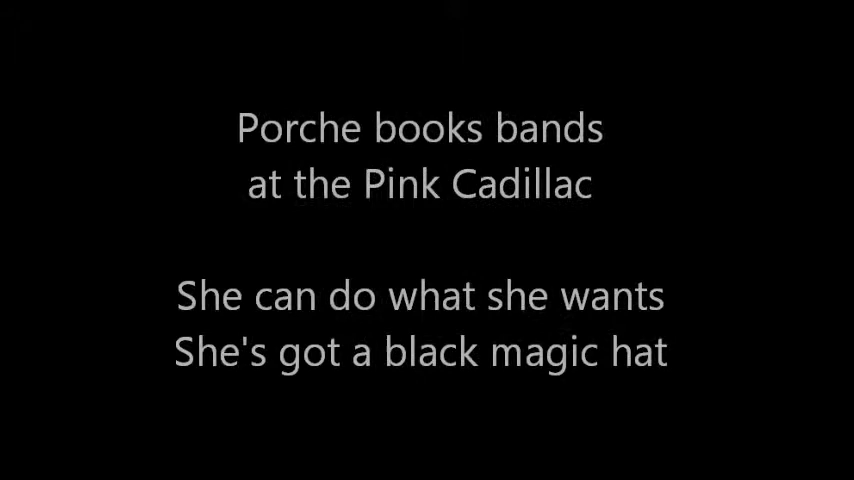 Porche books bands
at the Pink Cadillac
She can do what she wants
She's got a black magic hat